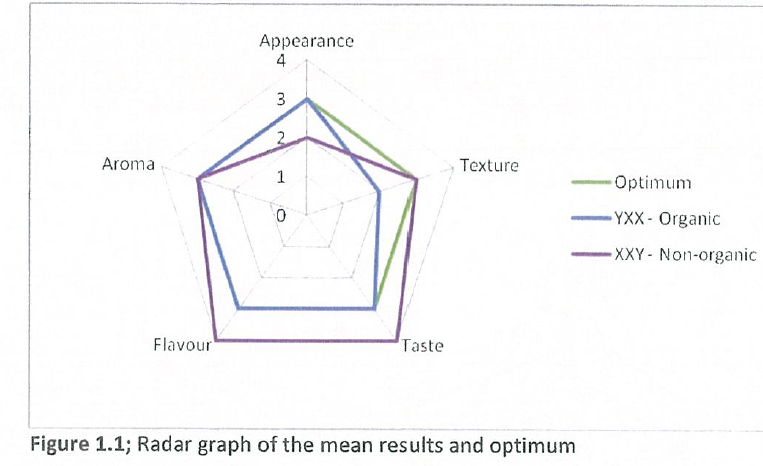 Appearance
4
3
2
1
0
Aroma
Texture
Flavour
Taste
Optimum
YXX - Organic
XXY - Non-organic
Figure 1.1; Radar graph of the mean results and optimum